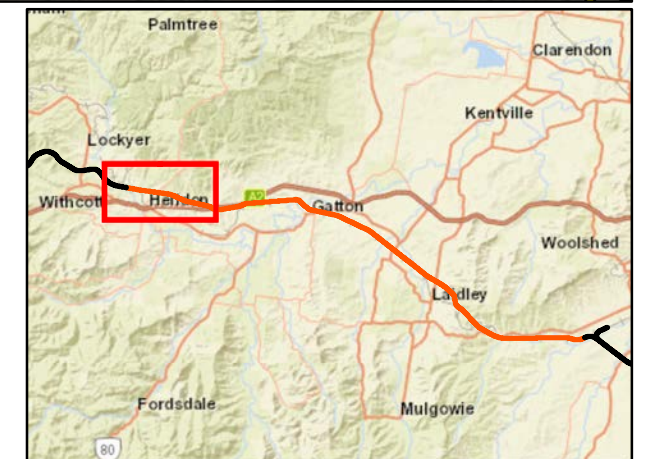 Palmtree
Clarendon
Kentville
Lockyer
Withcott
Helidon
A2
Gatton
Woolshed
Laidley
Fordsdale
Mulgowie
80